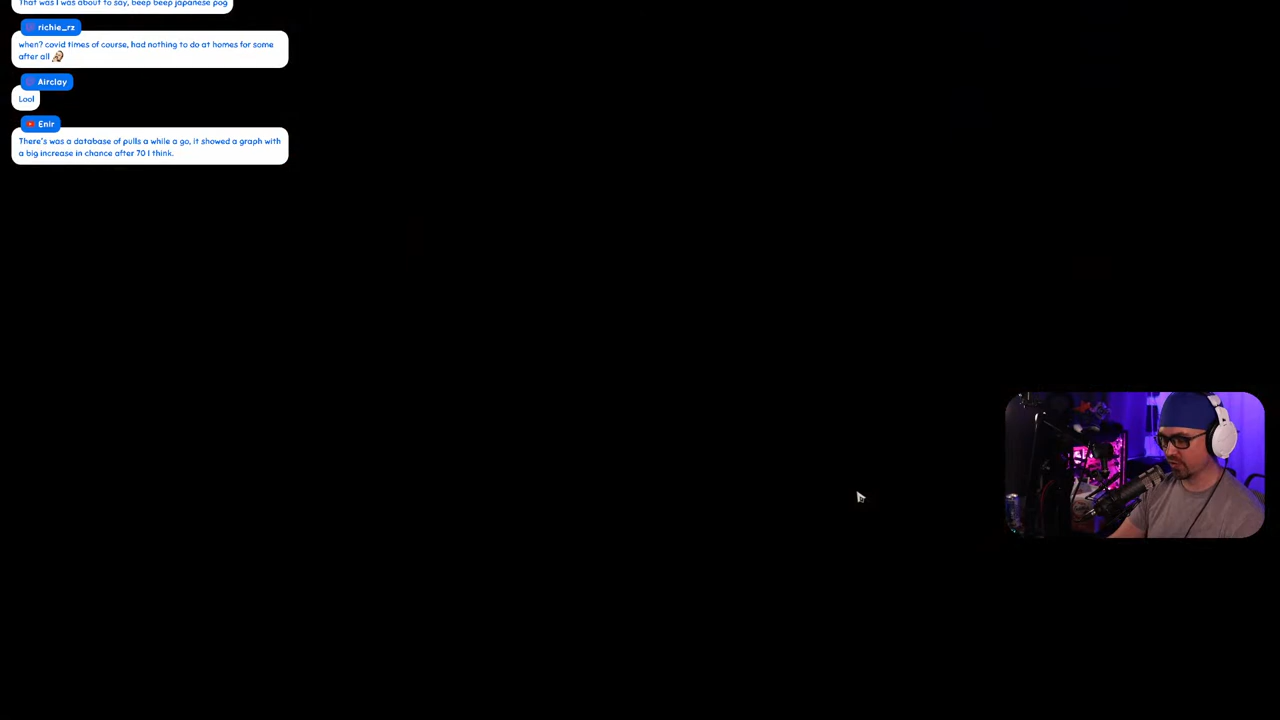 That was I was about to say, beep beep japanese pog
richie_rz
when? covid times of course, had nothing to do at homes for some
after all
Airclay
Lool
Enir
There's was a database of pulls a while a go, it showed a graph with
a big increase in chance after 70 I think.